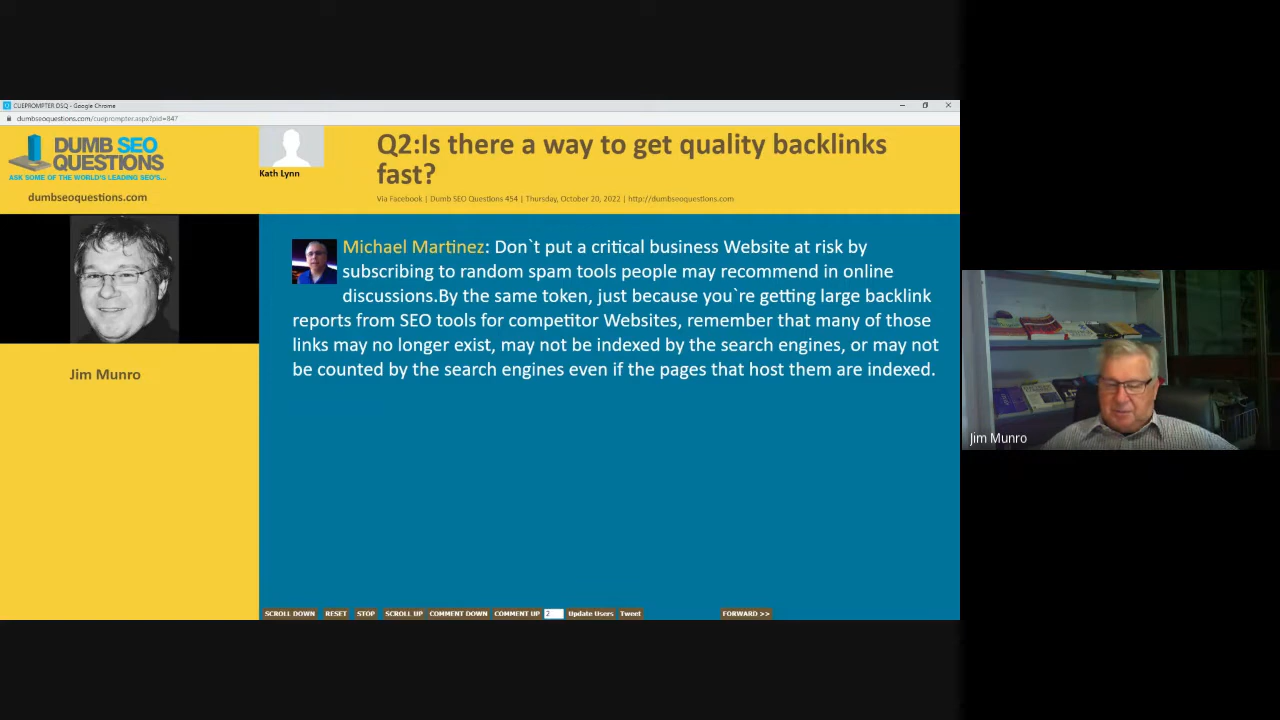 CUEPROMPTER DSQ - Google Chrome
dumbseoquestions.com/cueprompter.aspx?pid=847
DUMB SEO
QUESTIONS
ASK SOME OF THE WORLD'S LEADING SEO'S...
dumbseoquestions.com
Kath Lynn
Q2:Is there a way to get quality backlinks
fast?
Via Facebook | Dumb SEO Questions 454 | Thursday, October 20, 2022 | http://dumbseoquestions.com
Jim Munro
Michael Martinez: Don`t put a critical business Website at risk by
subscribing to random spam tools people may recommend in online
discussions.By the same token, just because you`re getting large backlink
reports from SEO tools for competitor Websites, remember that many of those
links may no longer exist, may not be indexed by the search engines, or may not
be counted by the search engines even if the pages that host them are indexed.
Jim Munro
SCROLL DOWN RESET STOP SCROLL UP COMMENT DOWN COMMENT UP 2 Update Users Tweet FORWARD >>